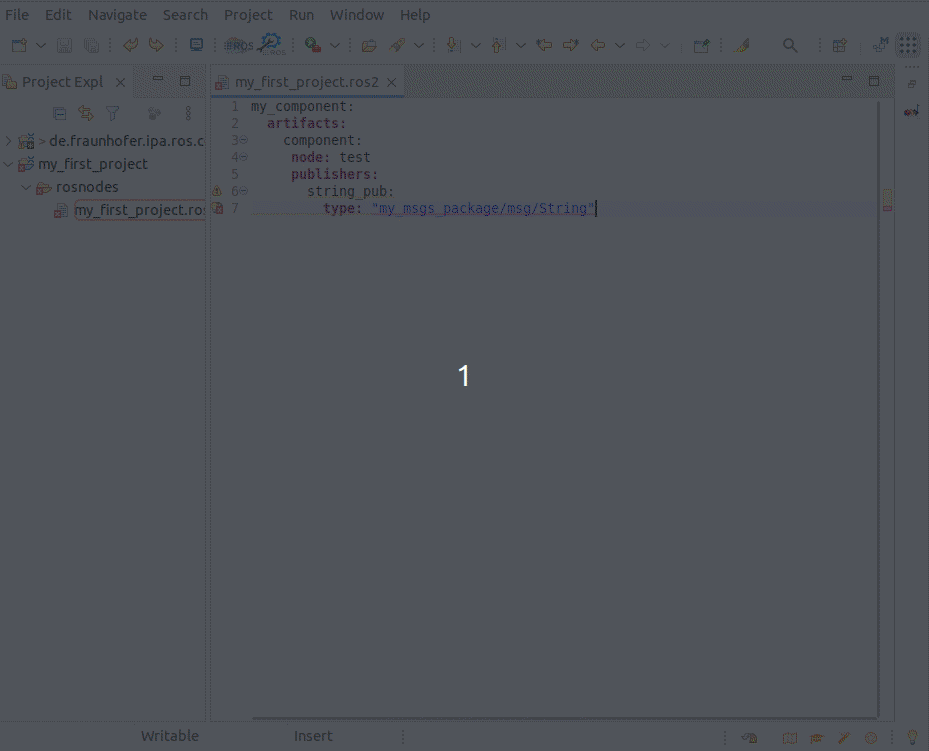 File Edit Navigate Search Project Run Window Help
Project Expl
my_first_project.ros2
de.fraunhofer.ipa.ros.c
my_first_project
rosnodes
my_first_project.ros
1 my_component:
2 artifacts:
3 component:
4 node: test
5 publishers:
6 string_pub:
7 type: "my_msgs_package/msg/String"
1
Writable Insert